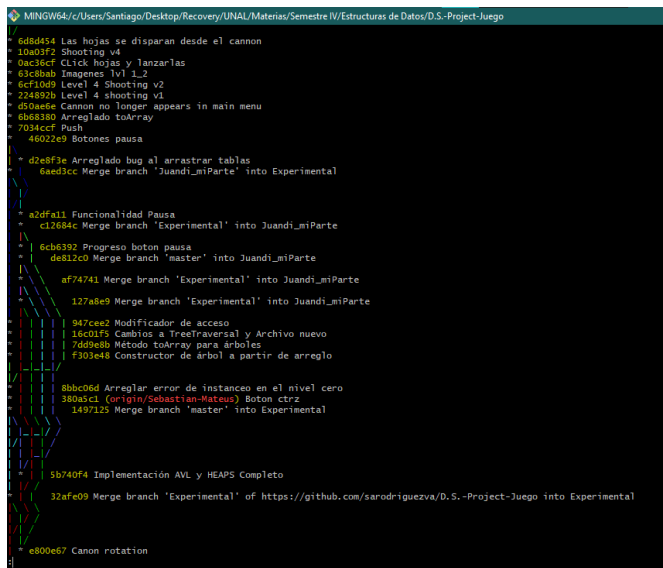 MINGW64:/c/Users/Santiago/Desktop/Recovery/UNAL/Materias/Semestre IV/Estructuras de Datos/D.S.-Project-Juego
* 6d8d454 Las hojas se disparan desde el cannon
* 10a03f2 Shooting v4
* 0ac36cf CLick hojas y lanzarlas
* 63c8bab Imagenes lvl 1_2
* 6cf10d9 Level 4 Shooting v2
* 224892b Level 4 shooting v1
* d50ae6e Cannon no longer appears in main menu
* 6b68380 Arreglado toArray
* 7034ccf Push
* 46022e9 Botones pausa
| * d2e8f3e Arreglado bug al arrastrar tablas
* | 6aed3cc Merge branch 'Juandi_miParte' into Experimental
| * a2dfa11 Funcionalidad Pausa
| * c12684c Merge branch 'Experimental' into Juandi_miParte
| * | 6cb6392 Progreso boton pausa
| * | de812c0 Merge branch 'master' into Juandi_miParte
| * \ \ af74741 Merge branch 'Experimental' into Juandi_miParte
| * \ \ \ 127a8e9 Merge branch 'Experimental' into Juandi_miParte
* | | | | 947cee2 Modificador de acceso
* | | | | 16c01f5 Cambios a TreeTraversal y Archivo nuevo
* | | | | 7dd9e8b Método toArray para árboles
* | | | | f303e48 Constructor de árbol a partir de arreglo
* | | | 8bbc06d Arreglar error de instanceo en el nivel cero
* | | | 380a5c1 (origin/Sebastian-Mateus) Boton ctrz
* | | | 1497125 Merge branch 'master' into Experimental
| * | | 5b740f4 Implementación AVL y HEAPS Completo
* | | 32afe09 Merge branch 'Experimental' of https://github.com/sarodriguezva/D.S.-Project-Juego into Experimental
| * e800e67 Canon rotation
: